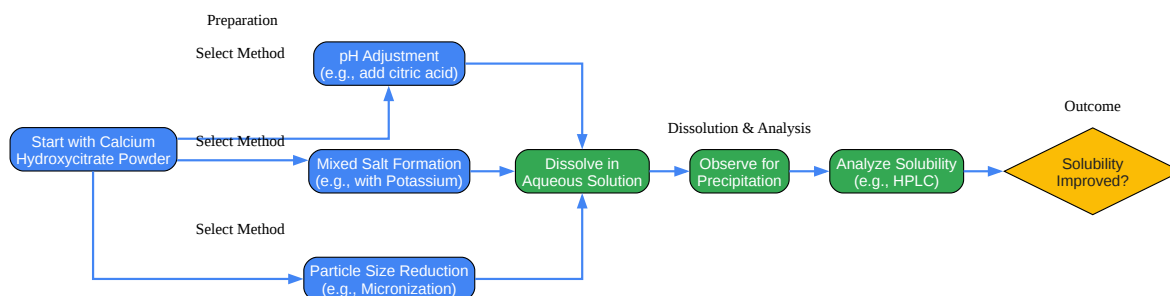 Preparation
Select Method
pH Adjustment
(e.g., add citric acid)
Start with Calcium
Hydroxycitrate Powder
Select Method
Mixed Salt Formation
(e.g., with Potassium)
Select Method
Particle Size Reduction
(e.g., Micronization)
Dissolution & Analysis
Dissolve in
Aqueous Solution
Observe for
Precipitation
Analyze Solubility
(e.g., HPLC)
Outcome
Solubility
Improved?